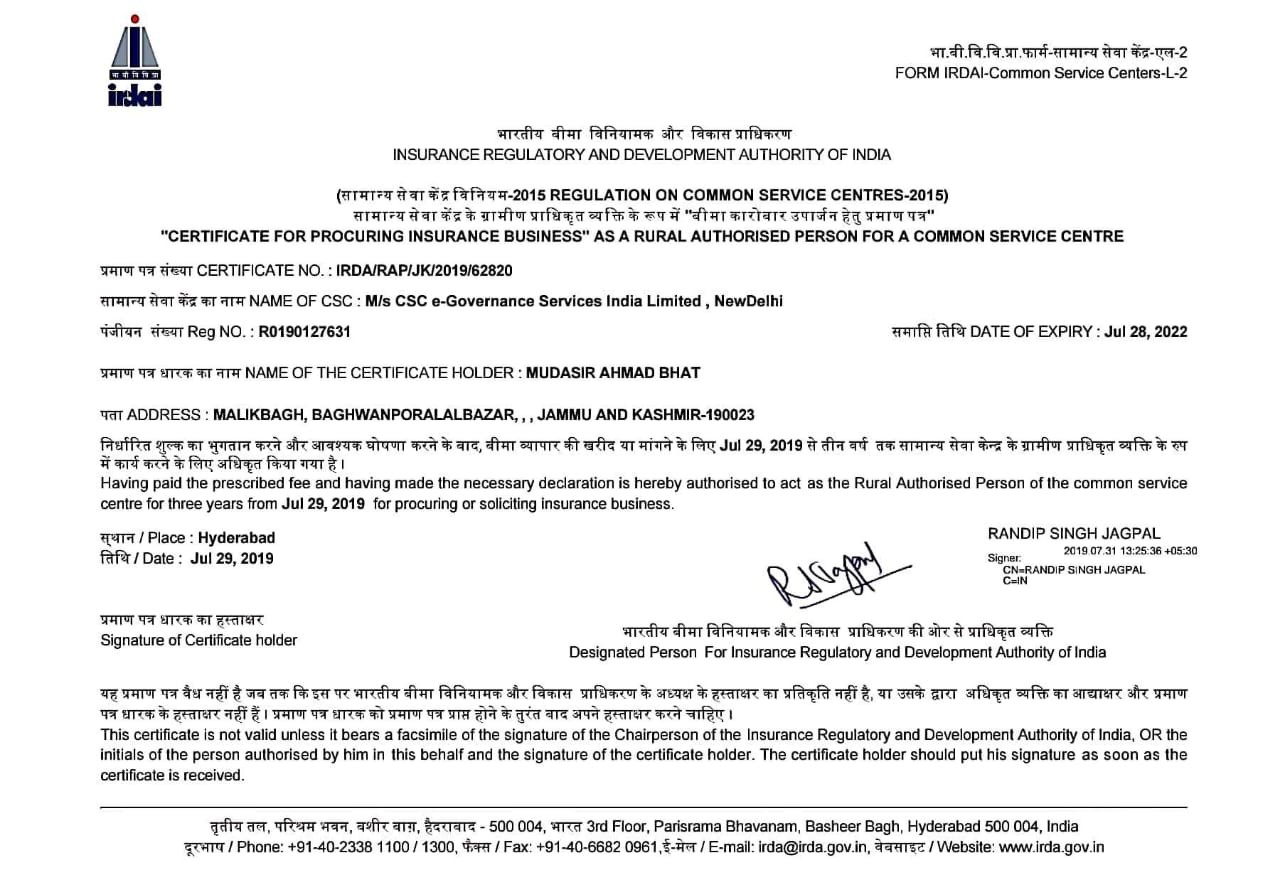 भा बी वि वि प्रा
irdai
भा.बी.वि.वि.प्रा.फार्म-सामान्य सेवा केंद्र-एल-2
FORM IRDAI-Common Service Centers-L-2
भारतीय बीमा विनियामक और विकास प्राधिकरण
INSURANCE REGULATORY AND DEVELOPMENT AUTHORITY OF INDIA
(सामान्य सेवा केंद्र विनियम-2015 REGULATION ON COMMON SERVICE CENTRES-2015)
सामान्य सेवा केंद्र के ग्रामीण प्राधिकृत व्यक्ति के रूप में "बीमा कारोबार उपार्जन हेतु प्रमाण पत्र"
"CERTIFICATE FOR PROCURING INSURANCE BUSINESS" AS A RURAL AUTHORISED PERSON FOR A COMMON SERVICE CENTRE
प्रमाण पत्र संख्या CERTIFICATE NO. : IRDA/RAP/JK/2019/62820
सामान्य सेवा केंद्र का नाम NAME OF CSC : M/s CSC e-Governance Services India Limited , NewDelhi
पंजीयन संख्या Reg NO. : R0190127631 समाप्ति तिथि DATE OF EXPIRY : Jul 28, 2022
प्रमाण पत्र धारक का नाम NAME OF THE CERTIFICATE HOLDER : MUDASIR AHMAD BHAT
पता ADDRESS : MALIKBAGH, BAGHWANPORALALBAZAR, , , JAMMU AND KASHMIR-190023
निर्धारित शुल्क का भुगतान करने और आवश्यक घोषणा करने के बाद, बीमा व्यापार की खरीद या मांगने के लिए Jul 29, 2019 से तीन वर्ष तक सामान्य सेवा केन्द्र के ग्रामीण प्राधिकृत व्यक्ति के रुप
में कार्य करने के लिए अधिकृत किया गया है।
Having paid the prescribed fee and having made the necessary declaration is hereby authorised to act as the Rural Authorised Person of the common service
centre for three years from Jul 29, 2019 for procuring or soliciting insurance business.
स्थान / Place : Hyderabad
तिथि / Date : Jul 29, 2019
RANDIP SINGH JAGPAL
2019.07.31 13:25:36 +05:30
Signer:
CN=RANDIP SINGH JAGPAL
C=IN
प्रमाण पत्र धारक का हस्ताक्षर
Signature of Certificate holder
भारतीय बीमा विनियामक और विकास प्राधिकरण की ओर से प्राधिकृत व्यक्ति
Designated Person For Insurance Regulatory and Development Authority of India
यह प्रमाण पत्र वैध नहीं है जब तक कि इस पर भारतीय बीमा विनियामक और विकास प्राधिकरण के अध्यक्ष के हस्ताक्षर का प्रतिकृति नहीं है, या उसके द्वारा अधिकृत व्यक्ति का आद्याक्षर और प्रमाण
पत्र धारक के हस्ताक्षर नहीं हैं। प्रमाण पत्र धारक को प्रमाण पत्र प्राप्त होने के तुरंत बाद अपने हस्ताक्षर करने चाहिए।
This certificate is not valid unless it bears a facsimile of the signature of the Chairperson of the Insurance Regulatory and Development Authority of India, OR the
initials of the person authorised by him in this behalf and the signature of the certificate holder. The certificate holder should put his signature as soon as the
certificate is received.
तृतीय तल, परिश्रम भवन, बशीर बाग़, हैदराबाद - 500 004, भारत 3rd Floor, Parisrama Bhavanam, Basheer Bagh, Hyderabad 500 004, India
दूरभाष / Phone: +91-40-2338 1100 / 1300, फैक्स / Fax: +91-40-6682 0961,ई-मेल / E-mail: irda@irda.gov.in, वेबसाइट / Website: www.irda.gov.in